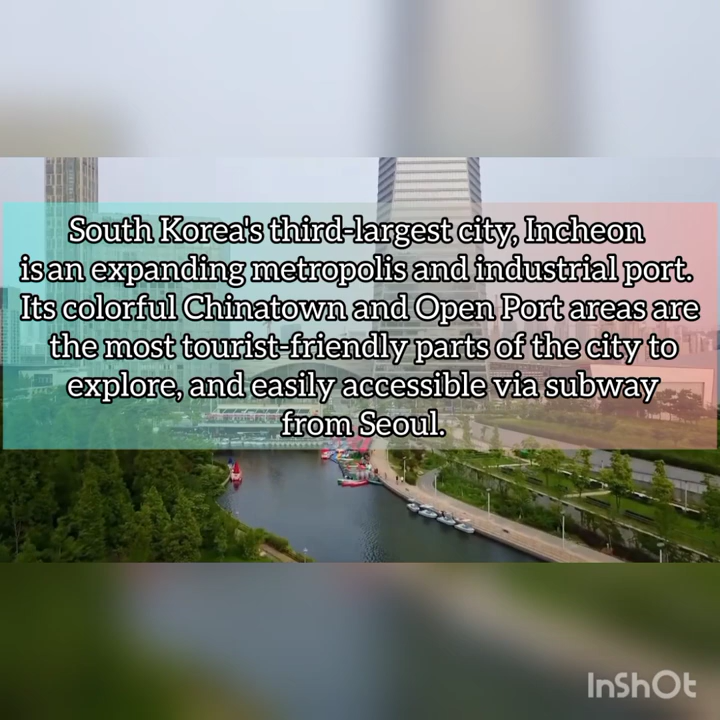 South Korea's third-largest city, Incheon
is an expanding metropolis and industrial port.
Its colorful Chinatown and Open Port areas are
the most tourist-friendly parts of the city to
explore, and easily accessible via subway
from Seoul.
InShOt